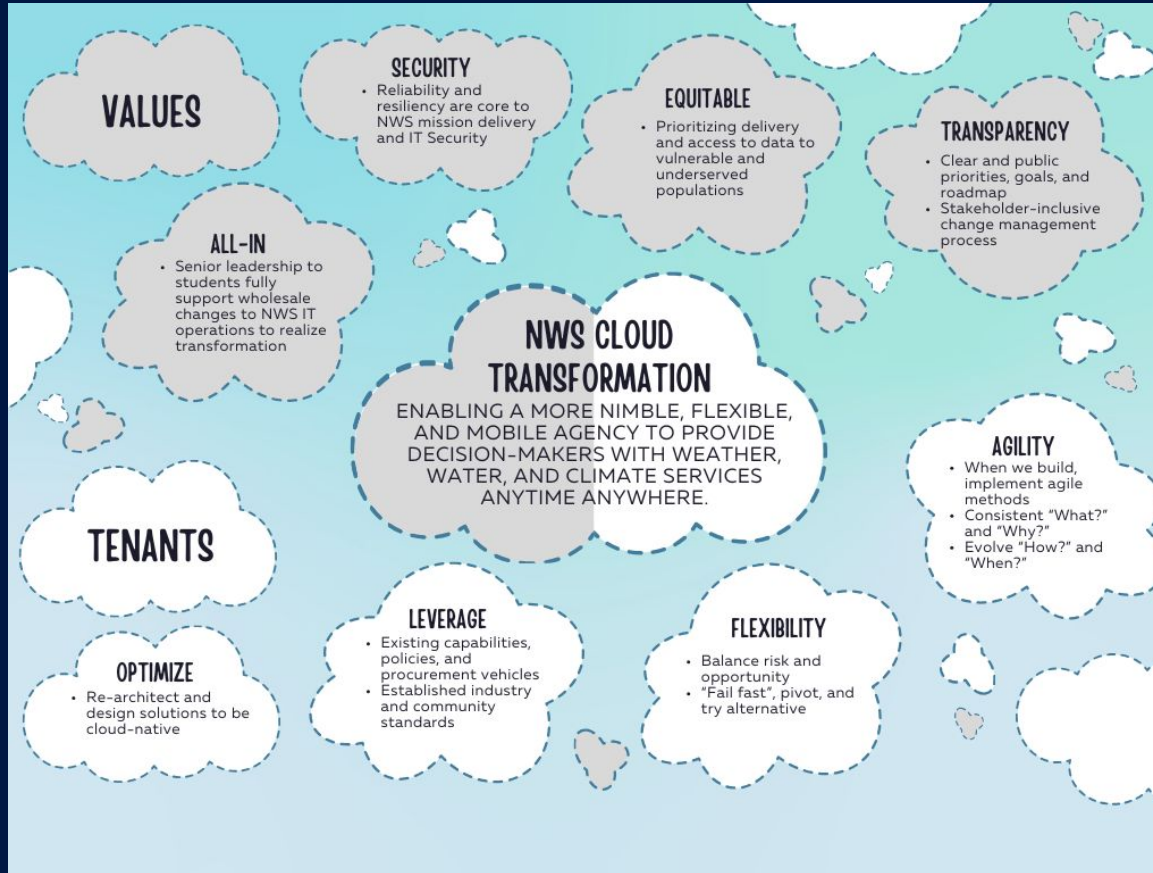 VALUES
SECURITY
• Reliability and
resiliency are core to
NWS mission delivery
and IT Security
EQUITABLE
• Prioritizing delivery
and access to data to
vulnerable and
underserved
populations
TRANSPARENCY
• Clear and public
priorities, goals, and
roadmap
• Stakeholder-inclusive
change management
process
ALL-IN
• Senior leadership to
students fully
support wholesale
changes to NWS IT
operations to realize
transformation
NWS CLOUD
TRANSFORMATION
ENABLING A MORE NIMBLE, FLEXIBLE,
AND MOBILE AGENCY TO PROVIDE
DECISION-MAKERS WITH WEATHER,
WATER, AND CLIMATE SERVICES
ANYTIME ANYWHERE.
TENANTS
AGILITY
• When we build,
implement agile
methods
• Consistent "What?"
and "Why?"
• Evolve "How?" and
"When?"
OPTIMIZE
• Re-architect and
design solutions to be
cloud-native
LEVERAGE
• Existing capabilities,
policies, and
procurement vehicles
• Established industry
and community
standards
FLEXIBILITY
• Balance risk and
opportunity
• "Fail fast", pivot, and
try alternative